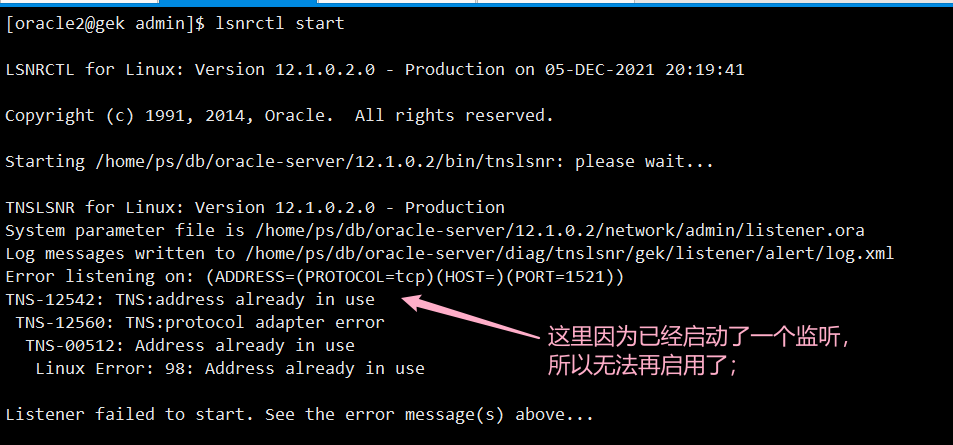 [oracle2@gek admin]$ lsnrctl start
LSNRCTL for Linux: Version 12.1.0.2.0 - Production on 05-DEC-2021 20:19:41
Copyright (c) 1991, 2014, Oracle.  All rights reserved.
Starting /home/ps/db/oracle-server/12.1.0.2/bin/tnslsnr: please wait...
TNSLSNR for Linux: Version 12.1.0.2.0 - Production
System parameter file is /home/ps/db/oracle-server/12.1.0.2/network/admin/listener.ora
Log messages written to /home/ps/db/oracle-server/diag/tnslsnr/gek/listener/alert/log.xml
Error listening on: (ADDRESS=(PROTOCOL=tcp)(HOST=)(PORT=1521))
TNS-12542: TNS:address already in use
TNS-12560: TNS:protocol adapter error
TNS-00512: Address already in use
Linux Error: 98: Address already in use
这里因为已经启动了一个监听，
所以无法再启用了；
Listener failed to start. See the error message(s) above...